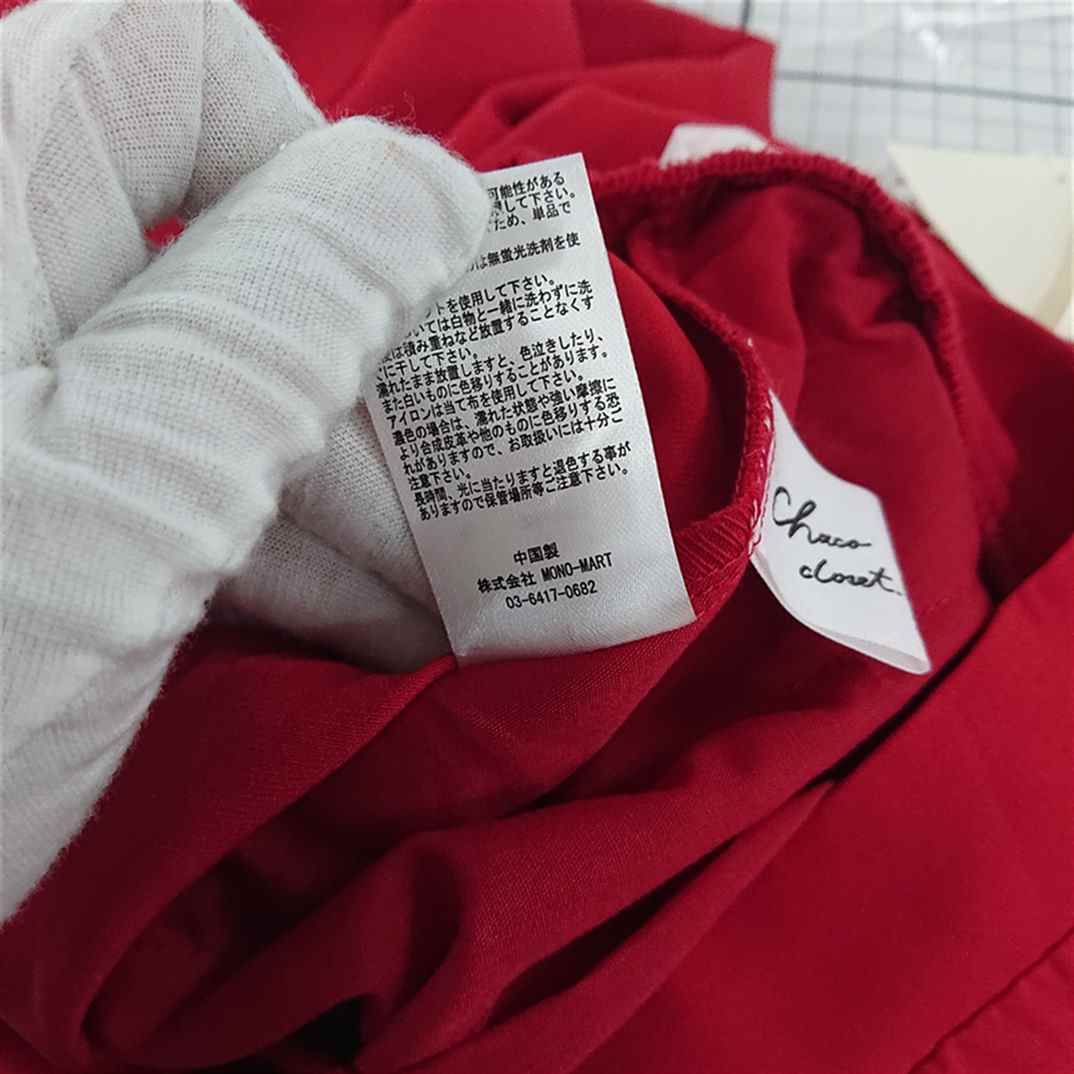 可能性がある
して下さい。
ため、単品で
は無蛍光洗剤を使
トを使用して下さい。
いては白物と一緒に洗わずに洗
は積み重ねなど放置することなくす
に干して下さい。
濡れたまま放置しますと、色泣きしたり、
また白いものに色移りすることがあります。
アイロンは当て布を使用して下さい。
濃色の場合は、濡れた状態や強い摩擦に
より合成皮革や他のものに色移りする恐
れがありますので、お取扱いには十分ご
注意下さい。
長時間、光に当たりますと退色する事が
ありますので保管場所等ご注意下さい。
中国製
株式会社 MONO-MART
03-6417-0682
Chaco
closet.